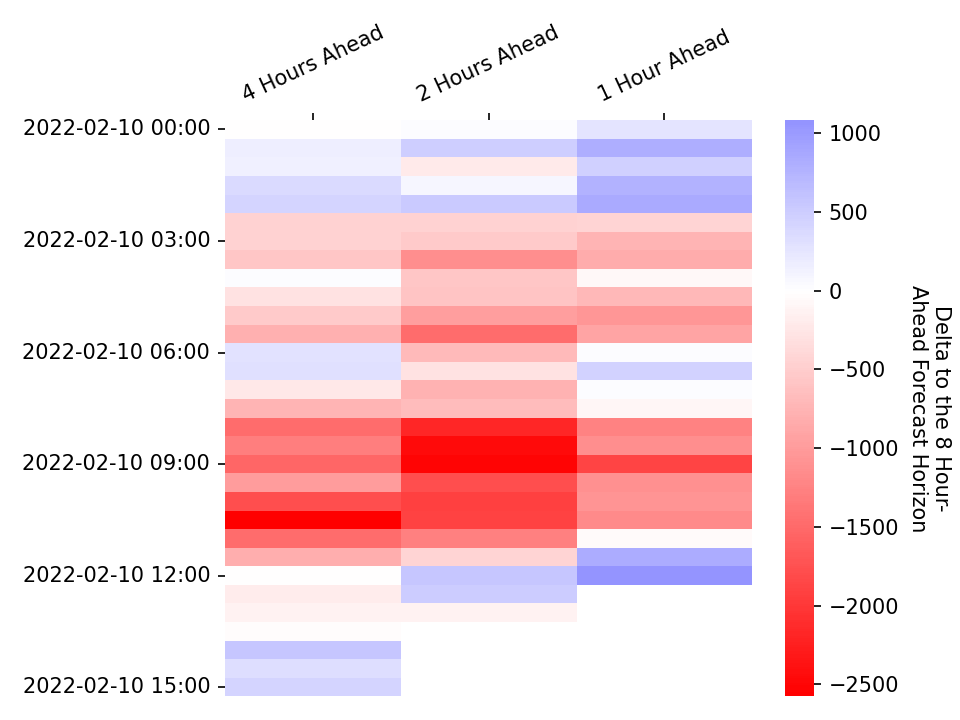 4 Hours Ahead
2 Hours Ahead
1 Hour Ahead
2022-02-10 00:00
2022-02-10 03:00
2022-02-10 06:00
2022-02-10 09:00
2022-02-10 12:00
2022-02-10 15:00
1000
500
0
−500
−1000
−1500
−2000
−2500
Delta to the 8 Hour-
Ahead Forecast Horizon